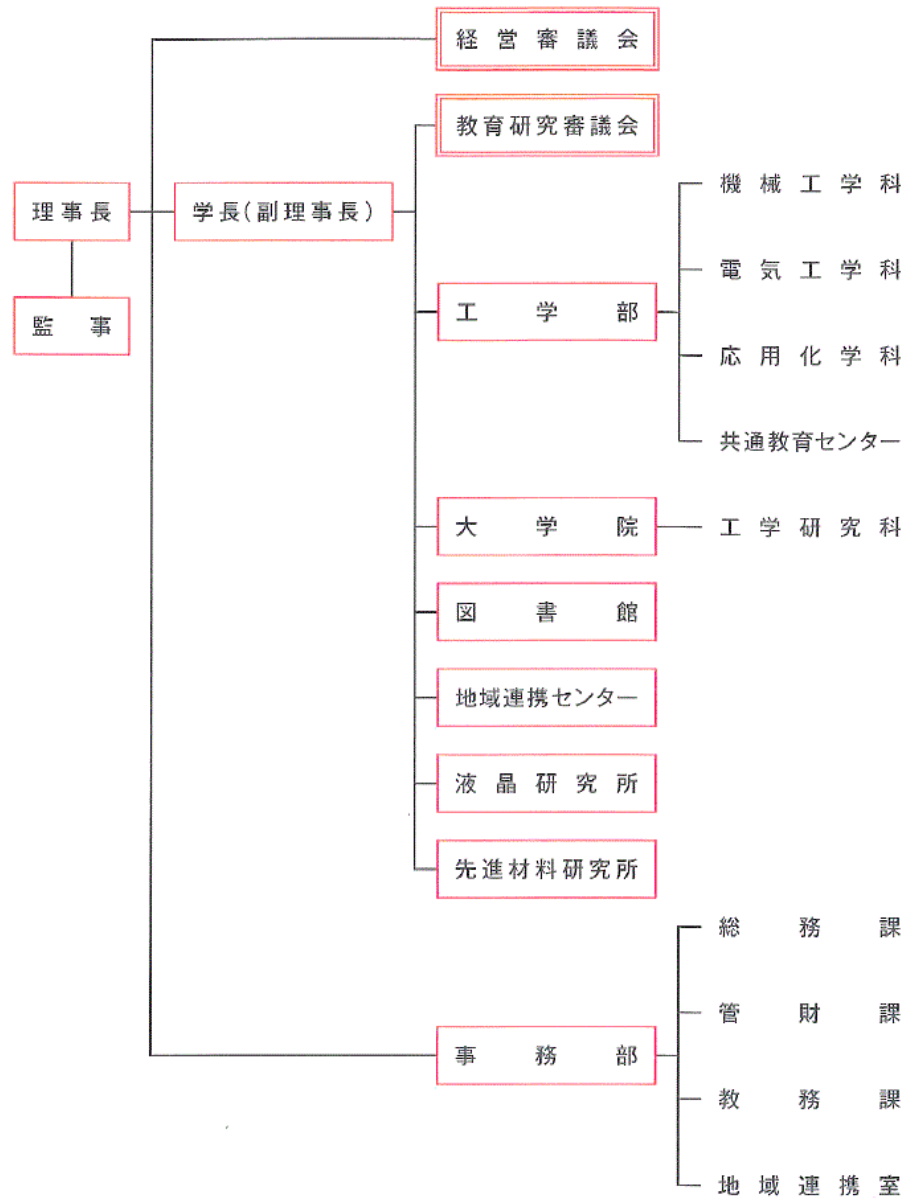 経営審議会
教育研究審議会
機械工学科
理事長
学長(副理事長)
電気工学科
工学部
監事
応用化学科
共通教育センター
大学院
工学研究科
図書館
地域連携センター
液晶研究所
先進材料研究所
総務課
管財課
事務部
教務課
地域連携室